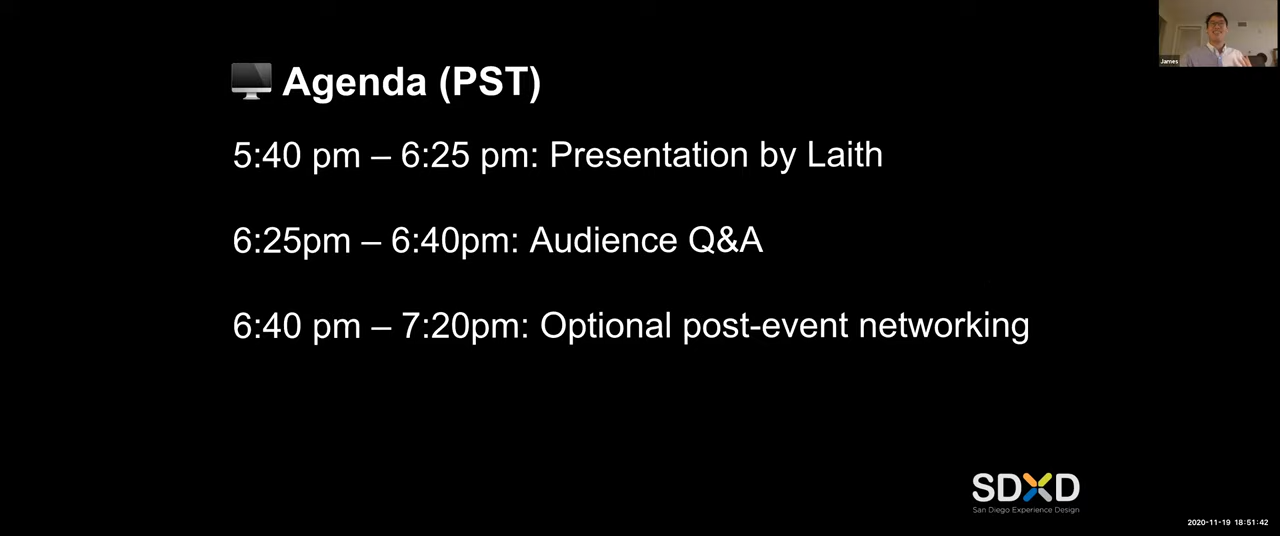 James
Agenda (PST)
5:40 pm – 6:25 pm: Presentation by Laith
6:25pm – 6:40pm: Audience Q&A
6:40 pm – 7:20pm: Optional post-event networking
SDXD
San Diego Experience Design
2020-11-19 18:51:42